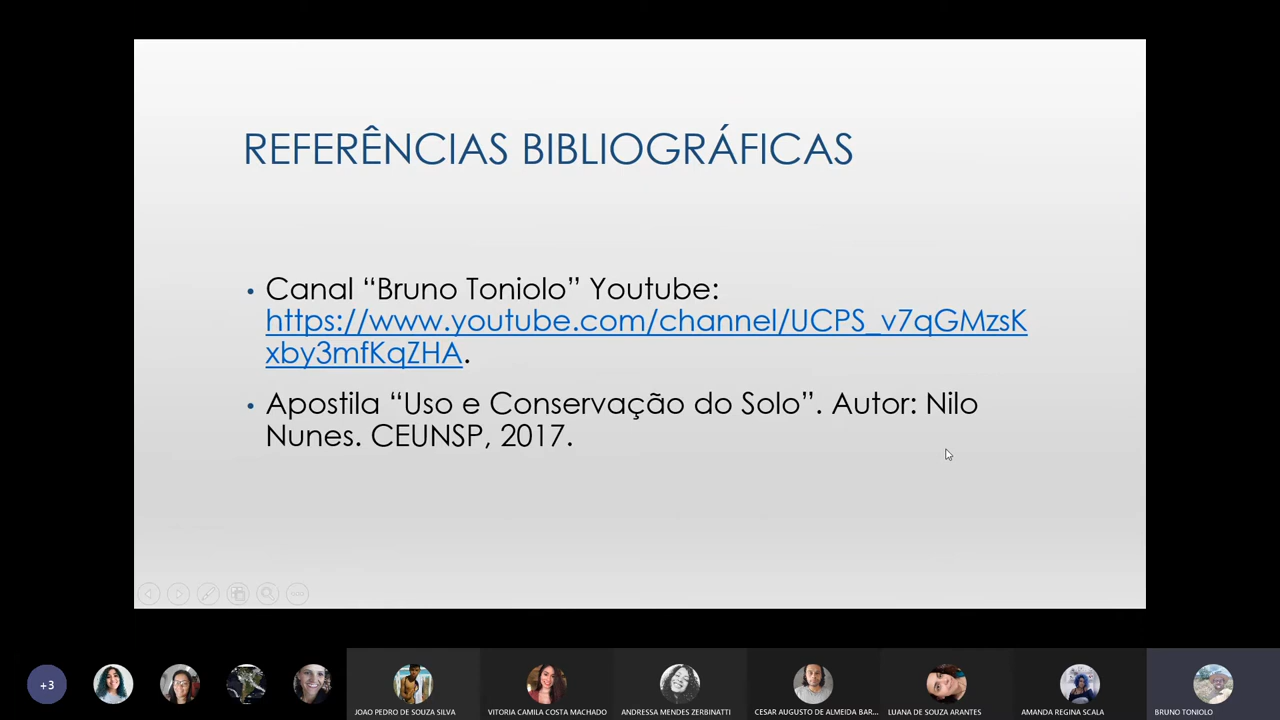 REFERÊNCIAS BIBLIOGRÁFICAS
• Canal “Bruno Toniolo” Youtube:
https://www.youtube.com/channel/UCPS_v7qGMzsK
xby3mfKqZHA.
• Apostila “Uso e Conservação do Solo”. Autor: Nilo
Nunes. CEUNSP, 2017.
+3
JOAO PEDRO DE SOUZA SILVA
VITORIA CAMILA COSTA MACHADO
ANDRESSA MENDES ZERBINATTI
CESAR AUGUSTO DE ALMEIDA BAR...
LUANA DE SOUZA ARANTES
AMANDA REGINA SCALA
BRUNO TONIOLO